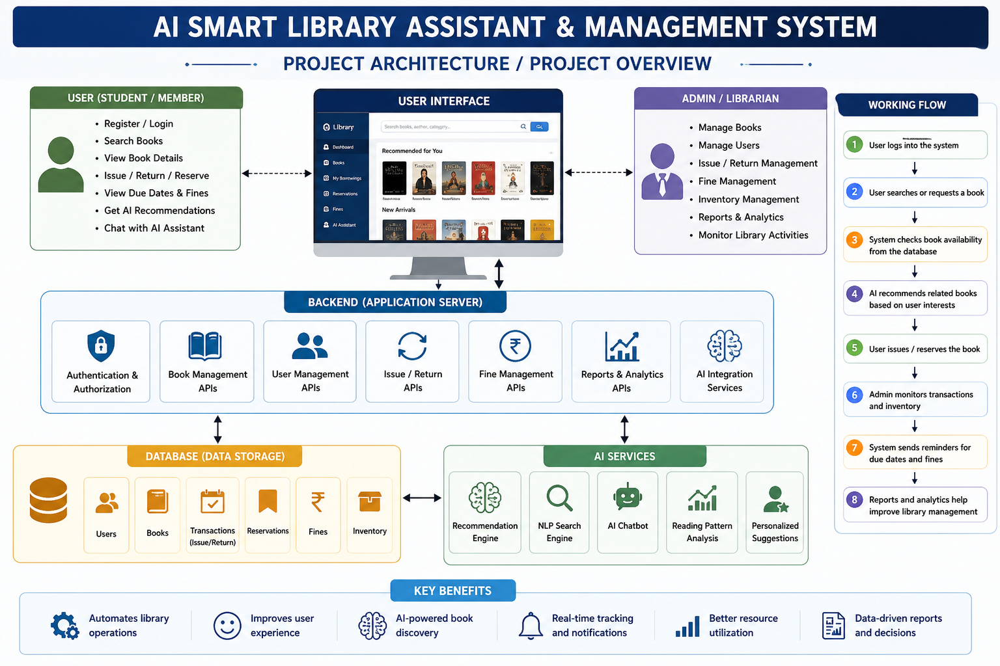 AI SMART LIBRARY ASSISTANT & MANAGEMENT SYSTEM
PROJECT ARCHITECTURE / PROJECT OVERVIEW
USER (STUDENT / MEMBER)
• Register / Login
• Search Books
• View Book Details
• Issue / Return / Reserve
• View Due Dates & Fines
• Get AI Recommendations
• Chat with AI Assistant
USER INTERFACE
Library
Search books, author, category...
Dashboard
Books
My Borrowings
Reservations
Fines
AI Assistant
Recommended for You
New Arrivals
ADMIN / LIBRARIAN
• Manage Books
• Manage Users
• Issue / Return Management
• Fine Management
• Inventory Management
• Reports & Analytics
• Monitor Library Activities
WORKING FLOW
1
User logs into the system
2
User searches or requests a book
3
System checks book availability
from the database
4
AI recommends related books
based on user interests
5
User issues / reserves the book
6
Admin monitors transactions
and inventory
7
System sends reminders for
due dates and fines
8
Reports and analytics help
improve library management
BACKEND (APPLICATION SERVER)
Authentication &
Authorization
Book Management
APIs
User Management
APIs
Issue / Return
APIs
₹
Fine Management
APIs
Reports & Analytics
APIs
AI Integration
Services
DATABASE (DATA STORAGE)
Users
Books
Transactions
(Issue/Return)
Reservations
₹
Fines
Inventory
AI SERVICES
Recommendation
Engine
NLP Search
Engine
AI Chatbot
Reading Pattern
Analysis
Personalized
Suggestions
KEY BENEFITS
Automates library
operations
Improves user
experience
AI-powered book
discovery
Real-time tracking
and notifications
Better resource
utilization
Data-driven reports
and decisions